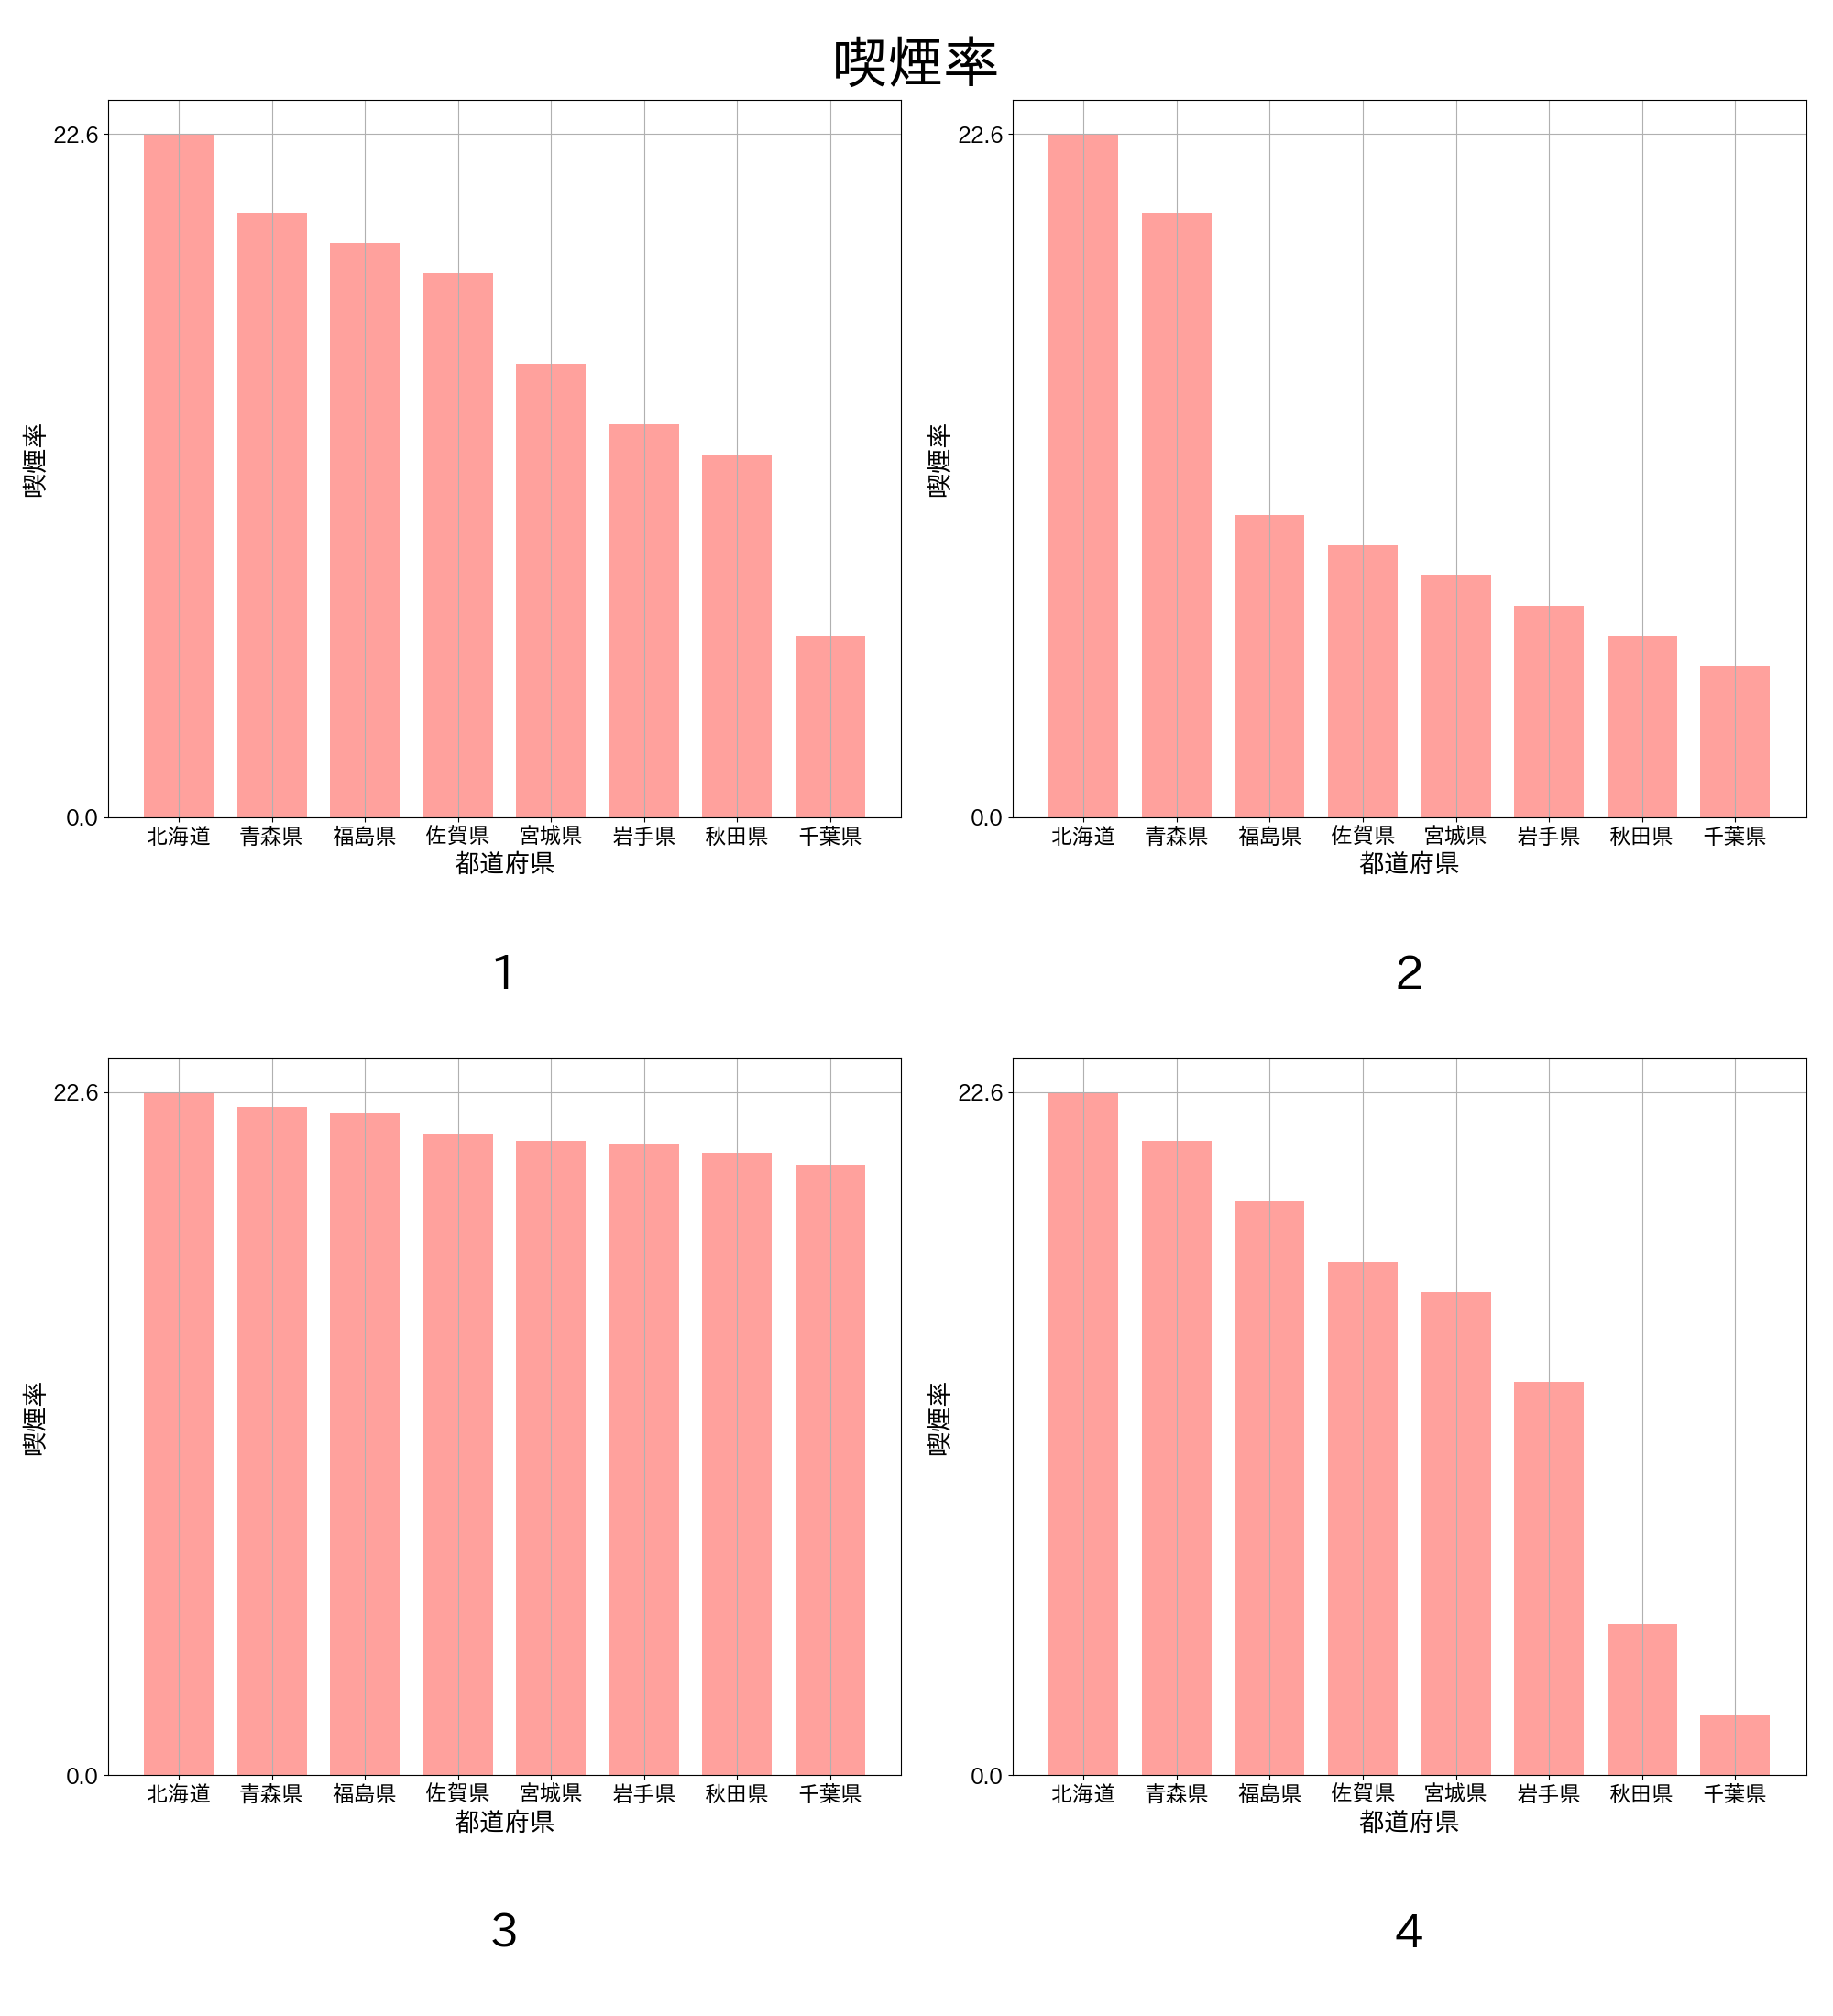 喫煙率
22.6
0.0
喫煙率
北海道 青森県 福島県 佐賀県 宮城県 岩手県 秋田県 千葉県
都道府県
1
22.6
0.0
喫煙率
北海道 青森県 福島県 佐賀県 宮城県 岩手県 秋田県 千葉県
都道府県
2
22.6
0.0
喫煙率
北海道 青森県 福島県 佐賀県 宮城県 岩手県 秋田県 千葉県
都道府県
3
22.6
0.0
喫煙率
北海道 青森県 福島県 佐賀県 宮城県 岩手県 秋田県 千葉県
都道府県
4